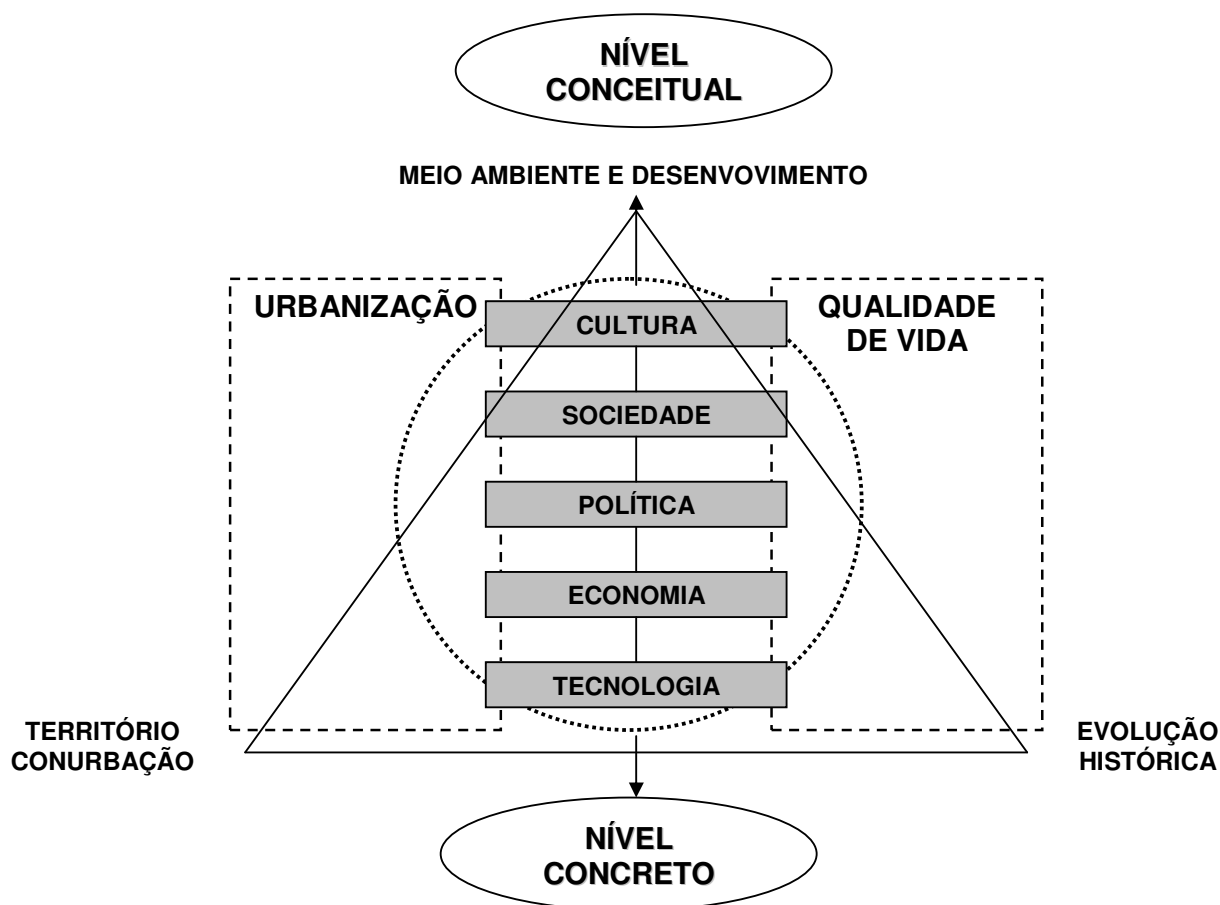 NÍVEL
CONCEITUAL
MEIO AMBIENTE E DESENVOVIMENTO
URBANIZAÇÃO
QUALIDADE
DE VIDA
CULTURA
SOCIEDADE
POLÍTICA
ECONOMIA
TECNOLOGIA
TERRITÓRIO
CONURBAÇÃO
EVOLUÇÃO
HISTÓRICA
NÍVEL
CONCRETO